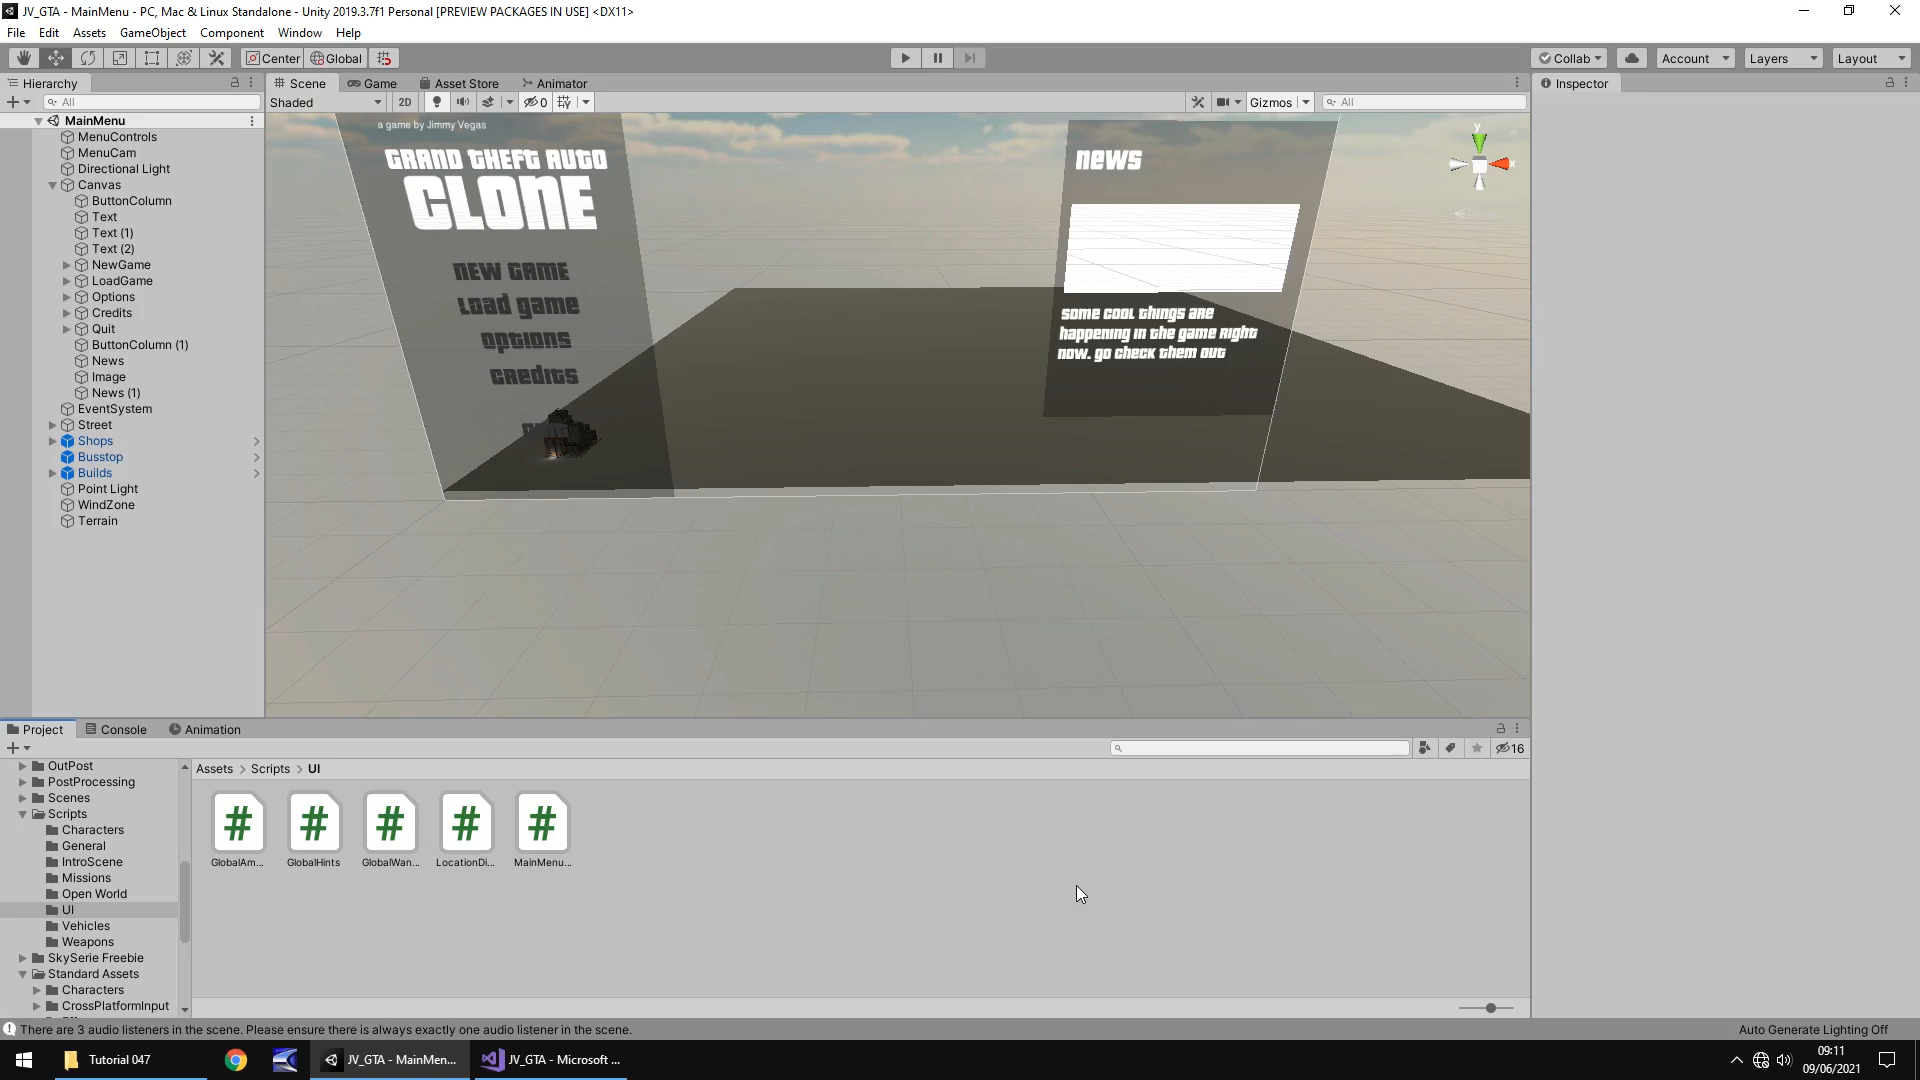 JV_GTA - MainMenu - PC, Mac & Linux Standalone - Unity 2019.3.7f1 Personal [PREVIEW PACKAGES IN USE] <DX11>
File Edit Assets GameObject Component Window Help
Center Global Collab Account Layers Layout
Hierarchy
All
MainMenu
MenuControls
MenuCam
Directional Light
Canvas
ButtonColumn
Text
Text (1)
Text (2)
NewGame
LoadGame
Options
Credits
Quit
ButtonColumn (1)
News
Image
News (1)
EventSystem
Street
Shops
Busstop
Builds
Point Light
WindZone
Terrain
Scene Game Asset Store Animator
Shaded 2D 0 Gizmos All
a game by Jimmy Vegas
GRAND THEFT AUTO
CLONE
NEW GAME
Load game
options
credits
news
some cool things are
happening in the game right
now. go check them out
y
x
Inspector
Project Console Animation
16
OutPost
PostProcessing
Scenes
Scripts
Characters
General
IntroScene
Missions
Open World
UI
Vehicles
Weapons
SkySerie Freebie
Standard Assets
Characters
CrossPlatformInput
Assets > Scripts > UI
GlobalAm... GlobalHints GlobalWan... LocationDi... MainMenu...
There are 3 audio listeners in the scene. Please ensure there is always exactly one audio listener in the scene.
Auto Generate Lighting Off
Tutorial 047
JV_GTA - MainMen...
JV_GTA - Microsoft ...
09:11
09/06/2021